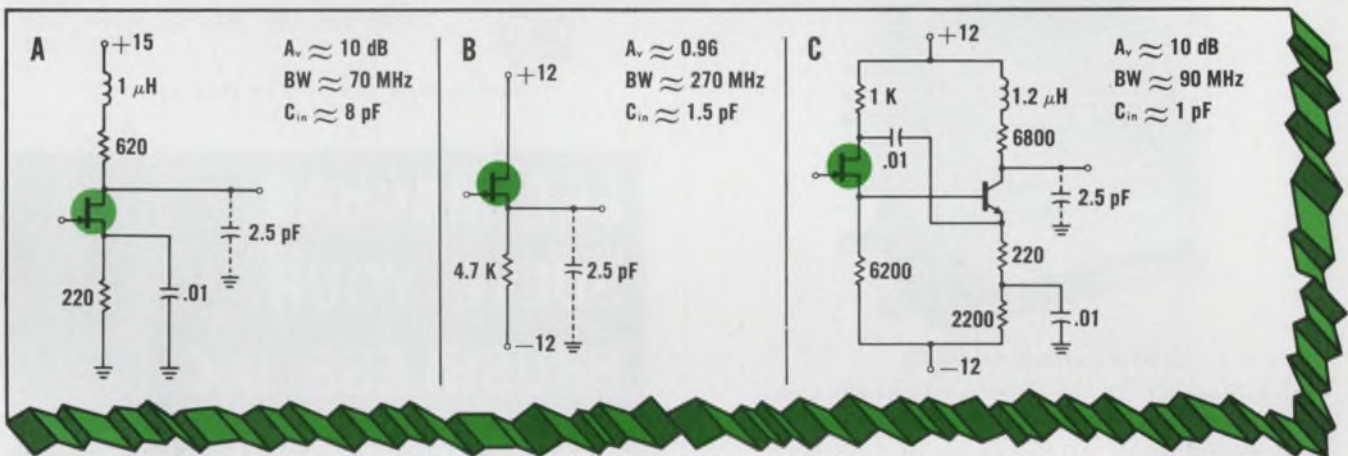 A
+15
1 μH
620
220
.01
2.5 pF
Aᵥ ≈ 10 dB
BW ≈ 70 MHz
Cᵢₙ ≈ 8 pF
B
+12
4.7 K
2.5 pF
−12
Aᵥ ≈ 0.96
BW ≈ 270 MHz
Cᵢₙ ≈ 1.5 pF
C
+12
1 K
.01
1.2 μH
6800
2.5 pF
6200
220
2200
.01
−12
Aᵥ ≈ 10 dB
BW ≈ 90 MHz
Cᵢₙ ≈ 1 pF